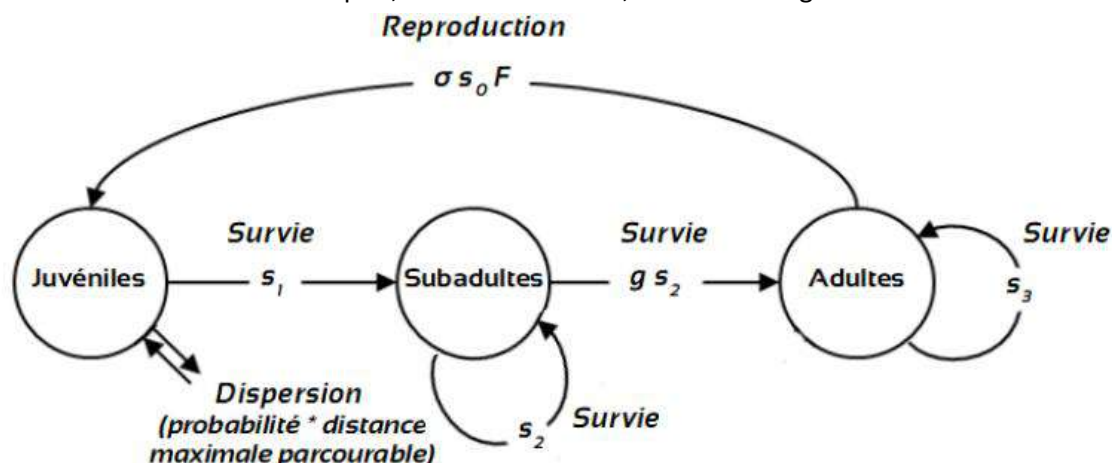 Reproduction
σ s₀ F
Survie
Survie
Survie
Juvéniles
s₁
Subadultes
g s₂
Adultes
s₃
Dispersion
(probabilité * distance
maximale parcourable)
s₂
Survie